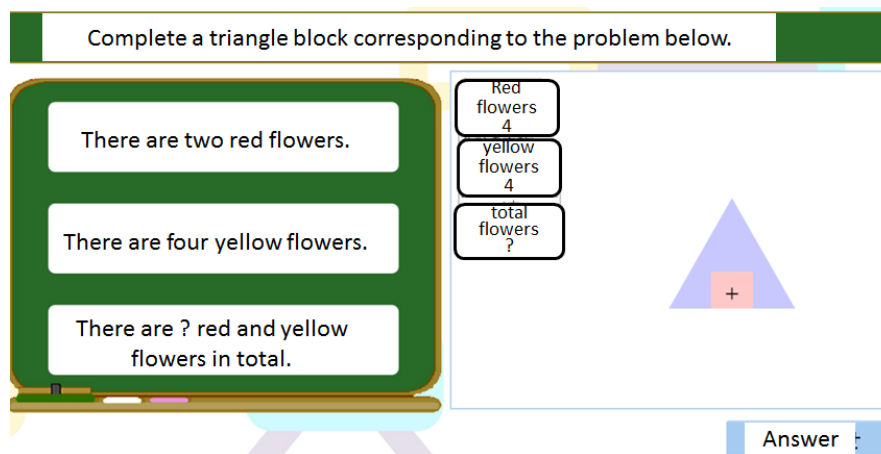 Complete a triangle block corresponding to the problem below.
There are two red flowers.
There are four yellow flowers.
There are ? red and yellow
flowers in total.
Red
flowers
4
yellow
flowers
4
total
flowers
?
+
Answer